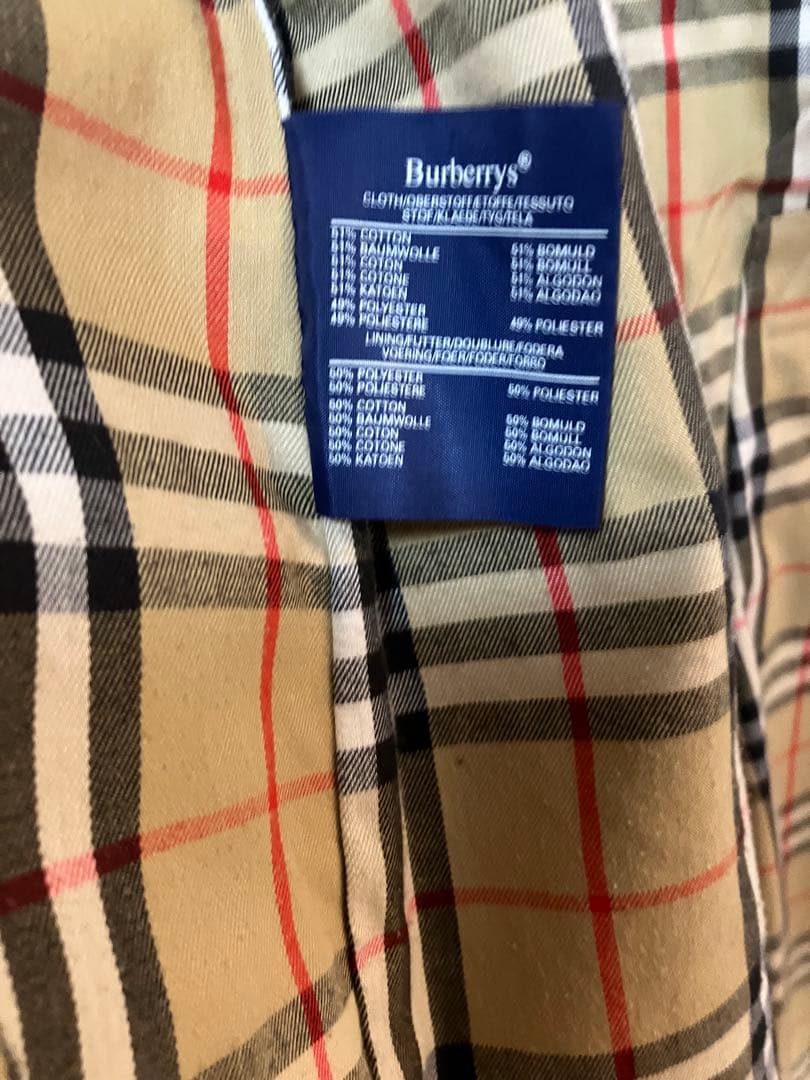 Burberrys®
CLOTH/OBERSTOFF/ETOFFE/TESSUTO
STOF/KLAEDE/TYG/TELA
51% COTTON
51% BAUMWOLLE 51% BOMULD
51% COTON 51% BOMULL
51% COTONE 51% ALGODON
51% KATOEN 51% ALGODAO
49% POLYESTER
49% POLIESTERE 49% POLIESTER
LINING/FUTTER/DOUBLURE/FODERA
VOERING/FOER/FODER/FORRO
50% POLYESTER
50% POLIESTERE 50% POLIESTER
50% COTTON
50% BAUMWOLLE 50% BOMULD
50% COTON 50% BOMULL
50% COTONE 50% ALGODON
50% KATOEN 50% ALGODAO